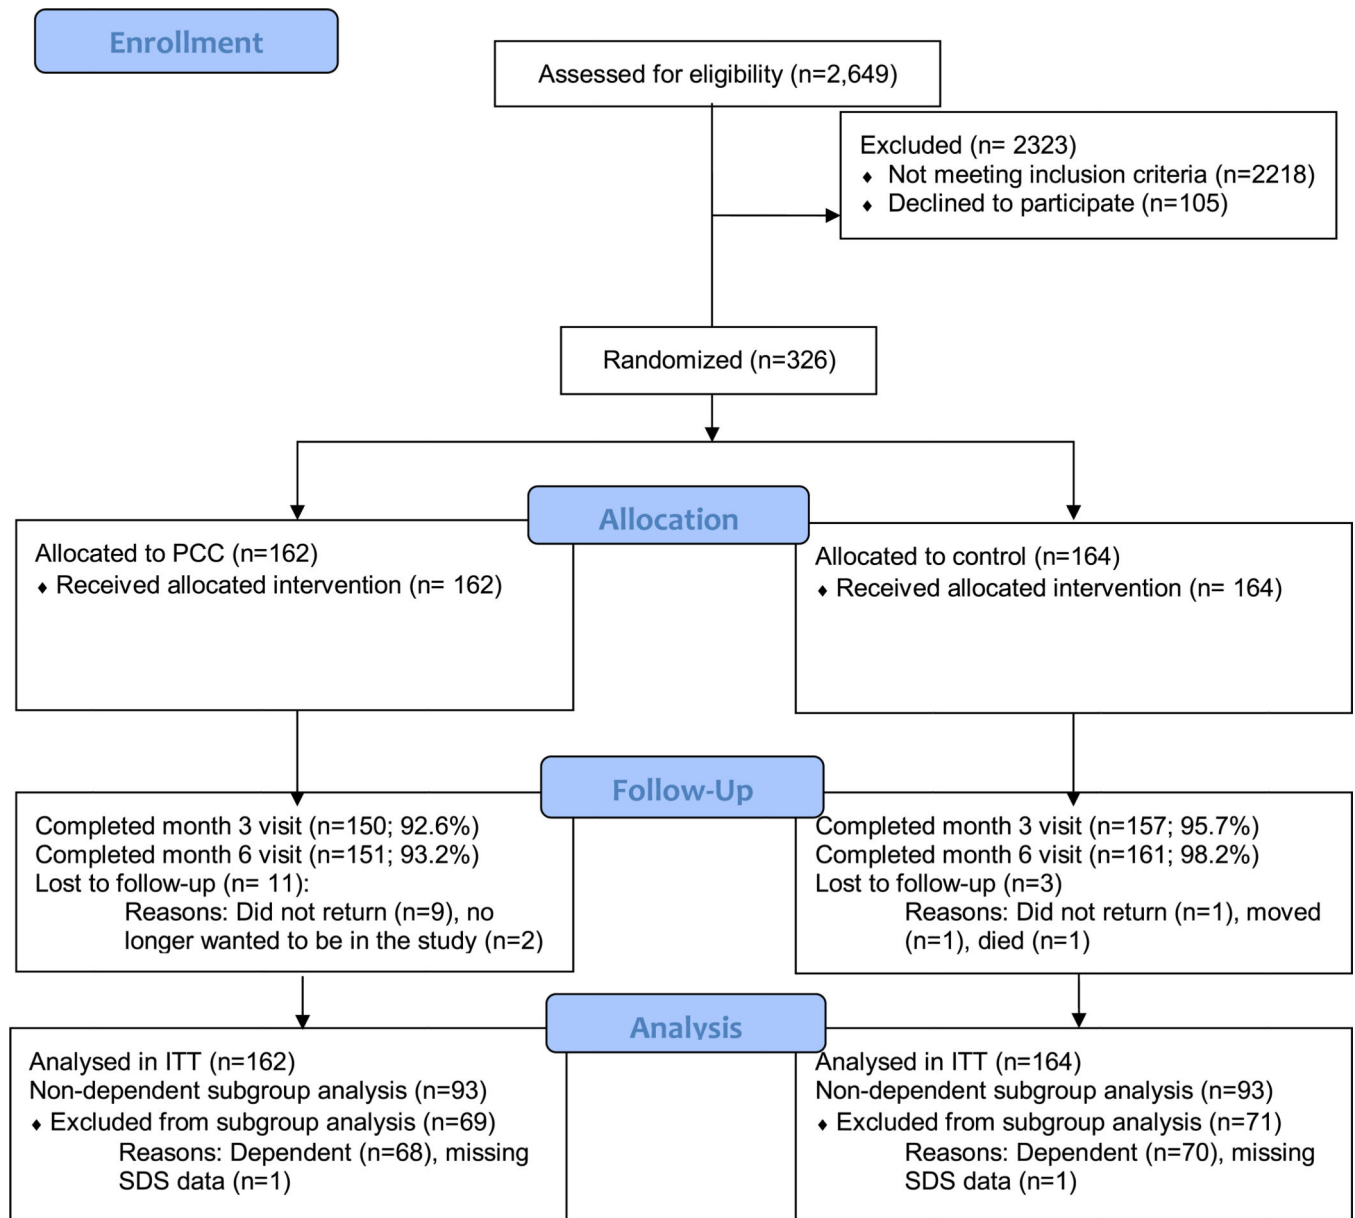 Enrollment
Assessed for eligibility (n=2,649)
Excluded (n= 2323)
♦ Not meeting inclusion criteria (n=2218)
♦ Declined to participate (n=105)
Randomized (n=326)
Allocation
Allocated to PCC (n=162)
♦ Received allocated intervention (n= 162)
Allocated to control (n=164)
♦ Received allocated intervention (n= 164)
Follow-Up
Completed month 3 visit (n=150; 92.6%)
Completed month 6 visit (n=151; 93.2%)
Lost to follow-up (n= 11):
Reasons: Did not return (n=9), no
longer wanted to be in the study (n=2)
Completed month 3 visit (n=157; 95.7%)
Completed month 6 visit (n=161; 98.2%)
Lost to follow-up (n=3)
Reasons: Did not return (n=1), moved
(n=1), died (n=1)
Analysis
Analysed in ITT (n=162)
Non-dependent subgroup analysis (n=93)
♦ Excluded from subgroup analysis (n=69)
Reasons: Dependent (n=68), missing
SDS data (n=1)
Analysed in ITT (n=164)
Non-dependent subgroup analysis (n=93)
♦ Excluded from subgroup analysis (n=71)
Reasons: Dependent (n=70), missing
SDS data (n=1)